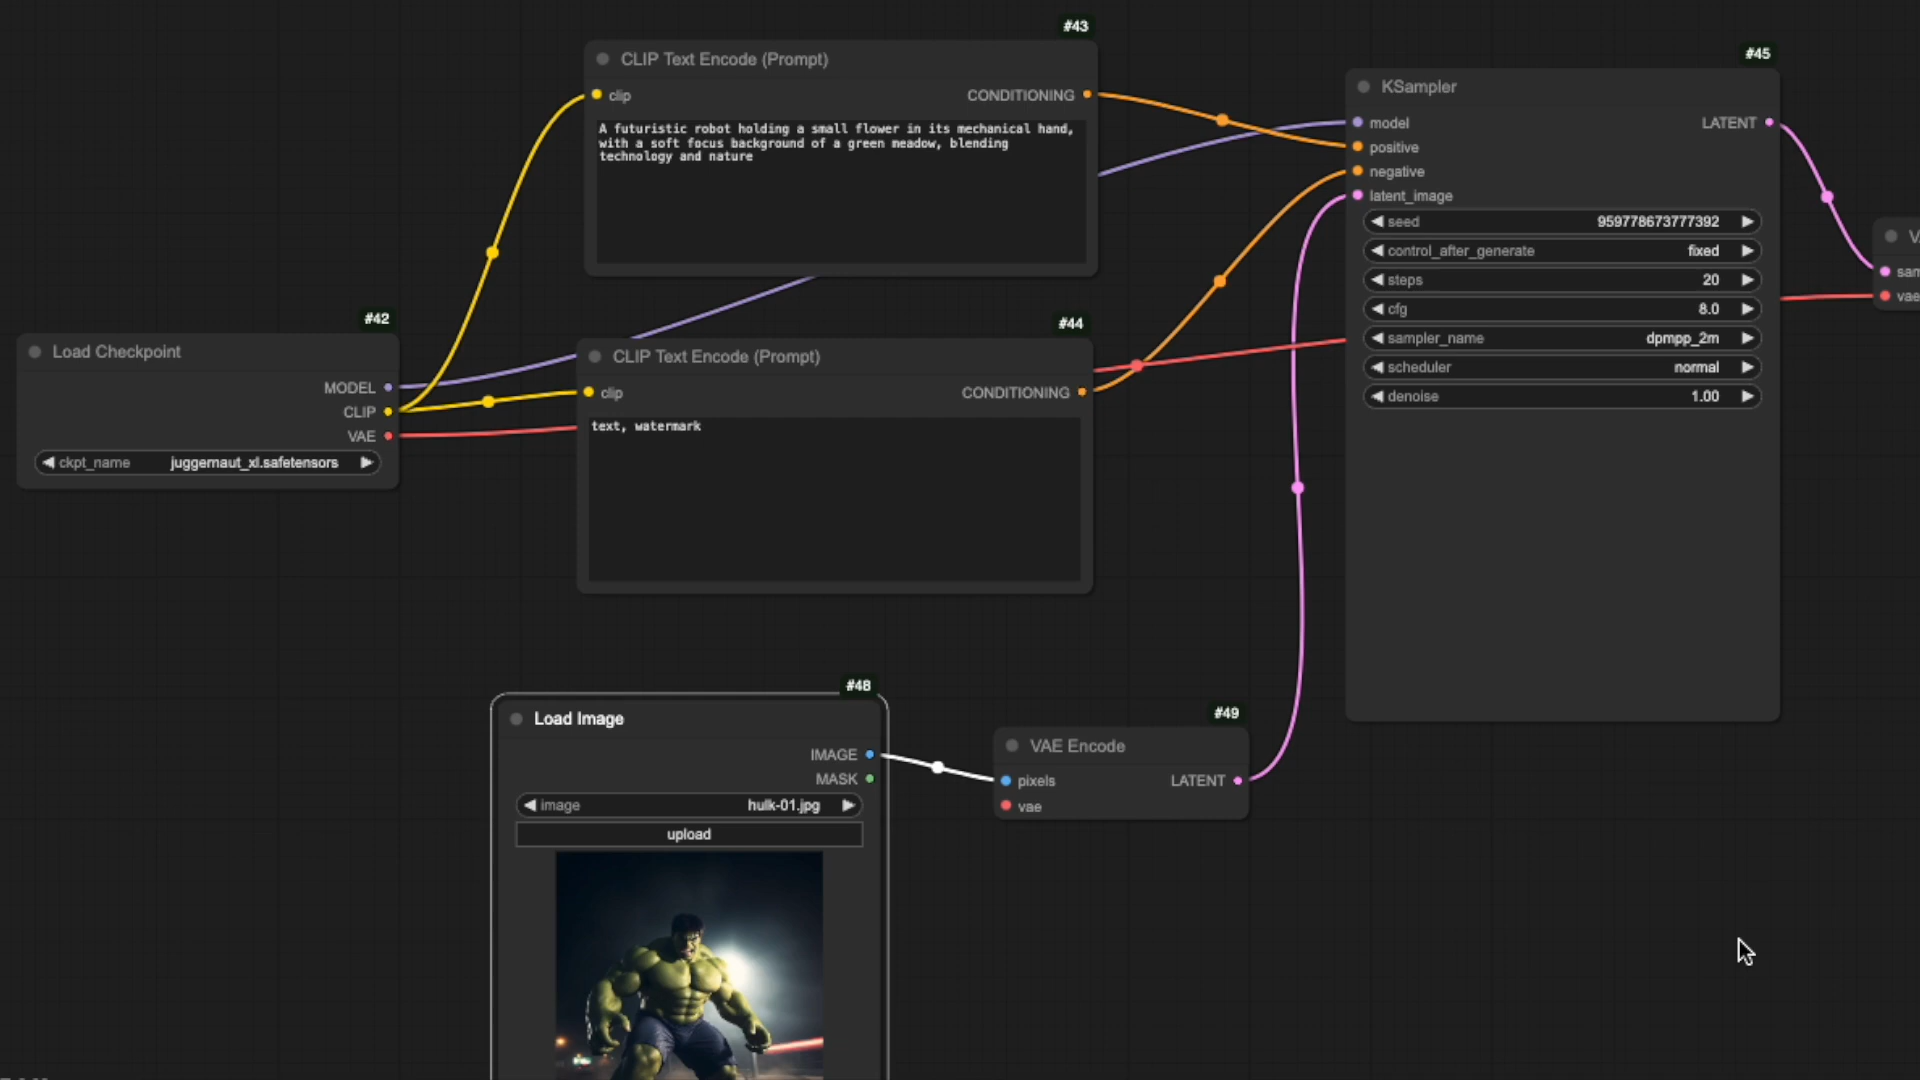 #43
CLIP Text Encode (Prompt)
clip
CONDITIONING
A futuristic robot holding a small flower in its mechanical hand,
with a soft focus background of a green meadow, blending
technology and nature
#45
KSampler
model
LATENT
positive
negative
latent_image
seed 959778673777392
control_after_generate fixed
steps 20
cfg 8.0
sampler_name dpmpp_2m
scheduler normal
denoise 1.00
vae
#42
Load Checkpoint
MODEL
CLIP
VAE
ckpt_name juggernaut_xl.safetensors
#44
CLIP Text Encode (Prompt)
clip
CONDITIONING
text, watermark
#48
Load Image
IMAGE
MASK
image hulk-01.jpg
upload
#49
VAE Encode
pixels
LATENT
vae